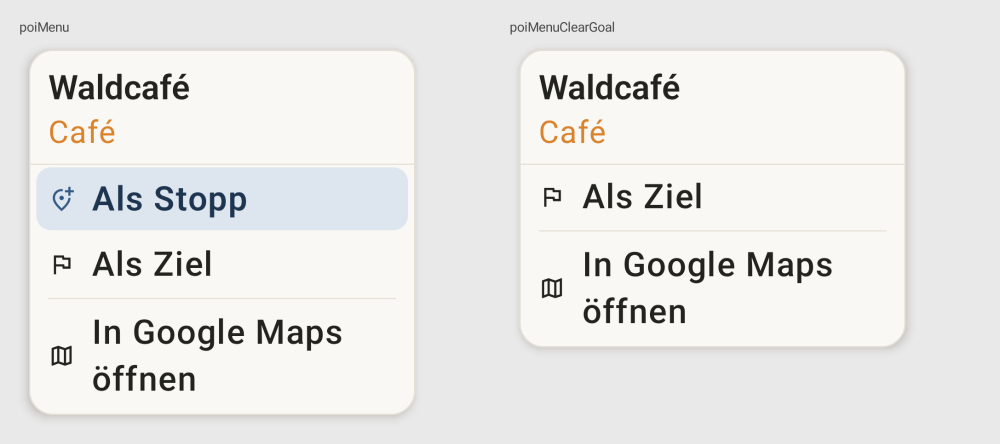 poiMenu
Waldcafé
Café
Als Stopp
Als Ziel
In Google Maps
öffnen
poiMenuClearGoal
Waldcafé
Café
Als Ziel
In Google Maps
öffnen